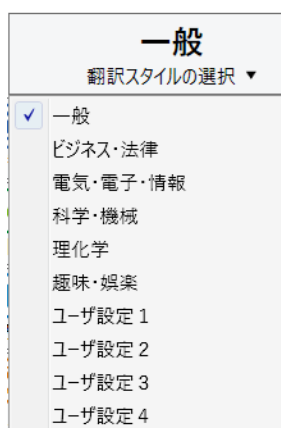 一般
翻訳スタイルの選択 ▼
✓ 一般
ビジネス･法律
電気･電子･情報
科学･機械
理化学
趣味･娯楽
ユーザ設定 1
ユーザ設定 2
ユーザ設定 3
ユーザ設定 4